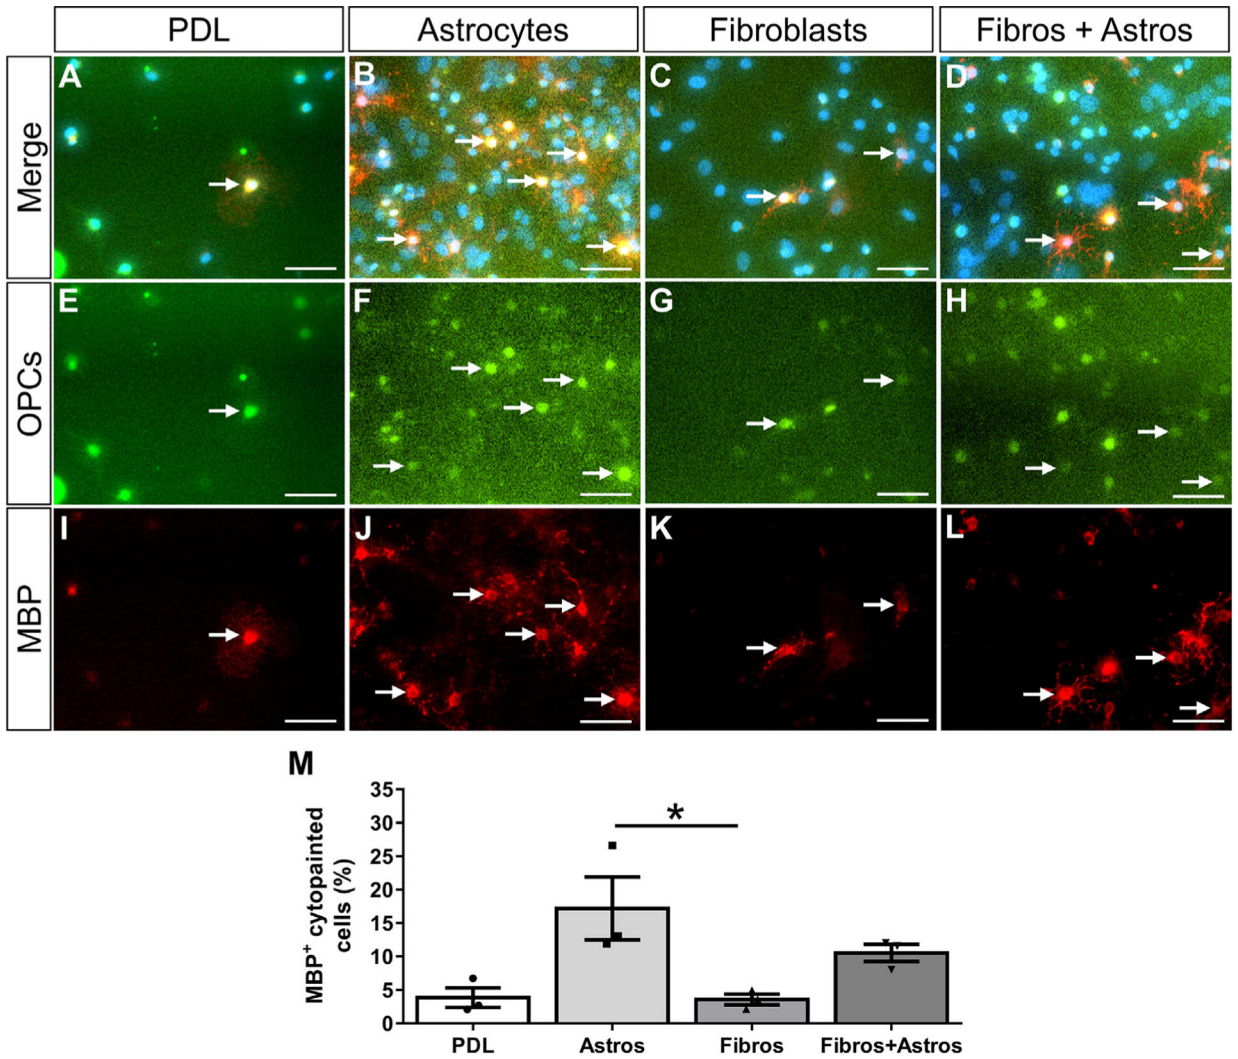 PDL Astrocytes Fibroblasts Fibros + Astros
Merge
A B C D
OPCs
E F G H
MBP
I J K L
M
MBP+ cytopainted
cells (%)
35
30
25
20
15
10
5
0
*
PDL Astros Fibros Fibros+Astros